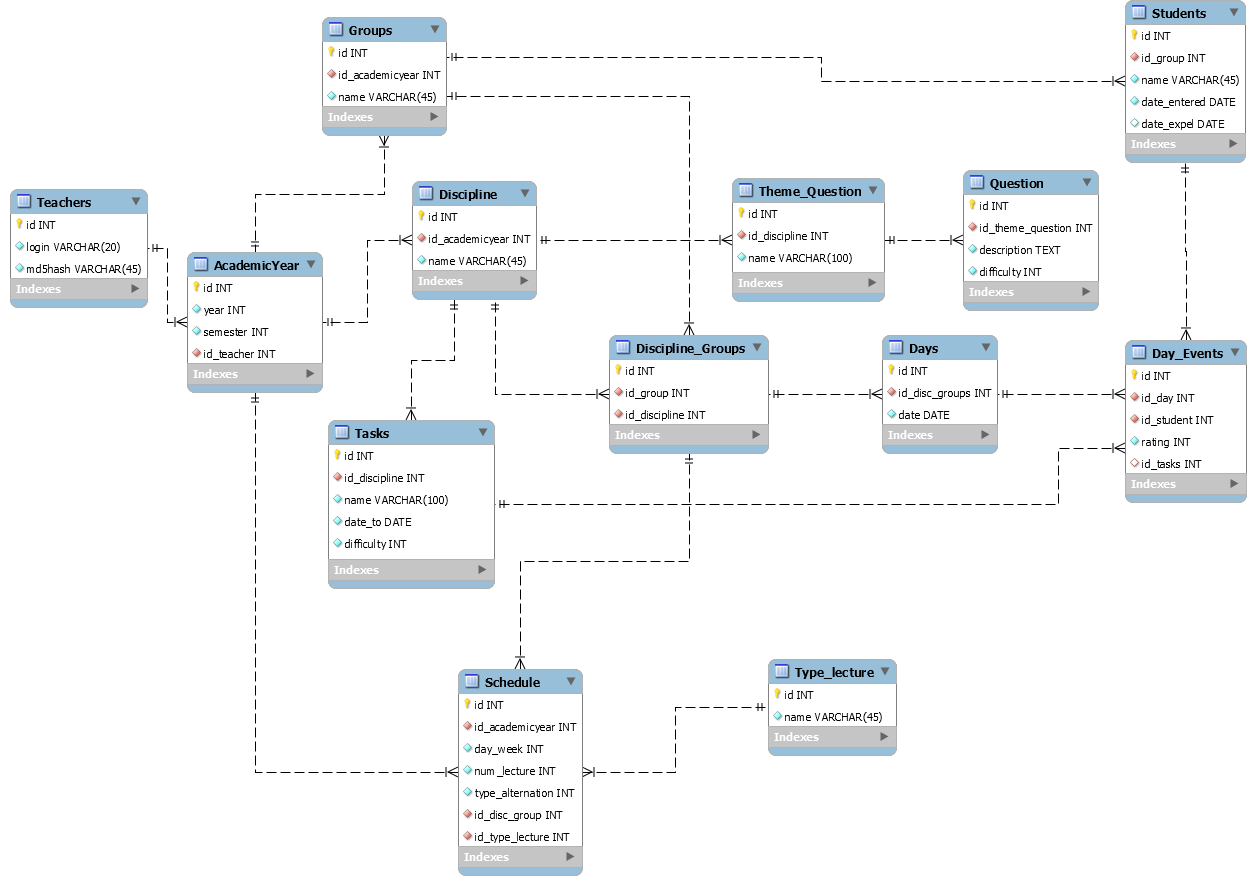 Groups
id INT
id_academicyear INT
name VARCHAR(45)
Indexes
Students
id INT
id_group INT
name VARCHAR(45)
date_entered DATE
date_expel DATE
Indexes
Teachers
id INT
login VARCHAR(20)
md5hash VARCHAR(45)
Indexes
AcademicYear
id INT
year INT
semester INT
id_teacher INT
Indexes
Discipline
id INT
id_academicyear INT
name VARCHAR(45)
Indexes
Theme_Question
id INT
id_discipline INT
name VARCHAR(100)
Indexes
Question
id INT
id_theme_question INT
description TEXT
difficulty INT
Indexes
Discipline_Groups
id INT
id_group INT
id_discipline INT
Indexes
Days
id INT
id_disc_groups INT
date DATE
Indexes
Day_Events
id INT
id_day INT
id_student INT
rating INT
id_tasks INT
Indexes
Tasks
id INT
id_discipline INT
name VARCHAR(100)
date_to DATE
difficulty INT
Indexes
Schedule
id INT
id_academicyear INT
day_week INT
num_lecture INT
type_alternation INT
id_disc_group INT
id_type_lecture INT
Indexes
Type_lecture
id INT
name VARCHAR(45)
Indexes